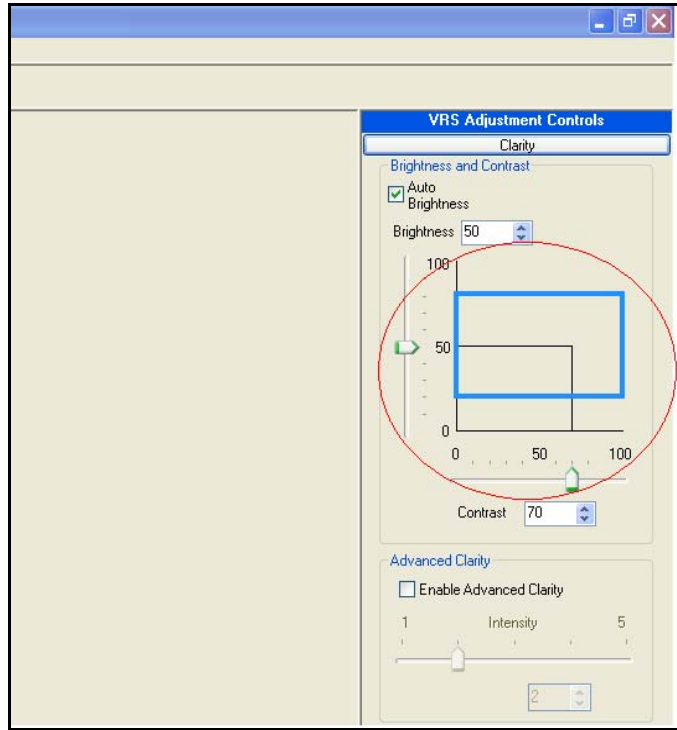 VRS Adjustment Controls
Clarity
Brightness and Contrast
Auto
Brightness
Brightness 50
100
50
0
0 50 100
Contrast 70
Advanced Clarity
Enable Advanced Clarity
1 Intensity 5
2